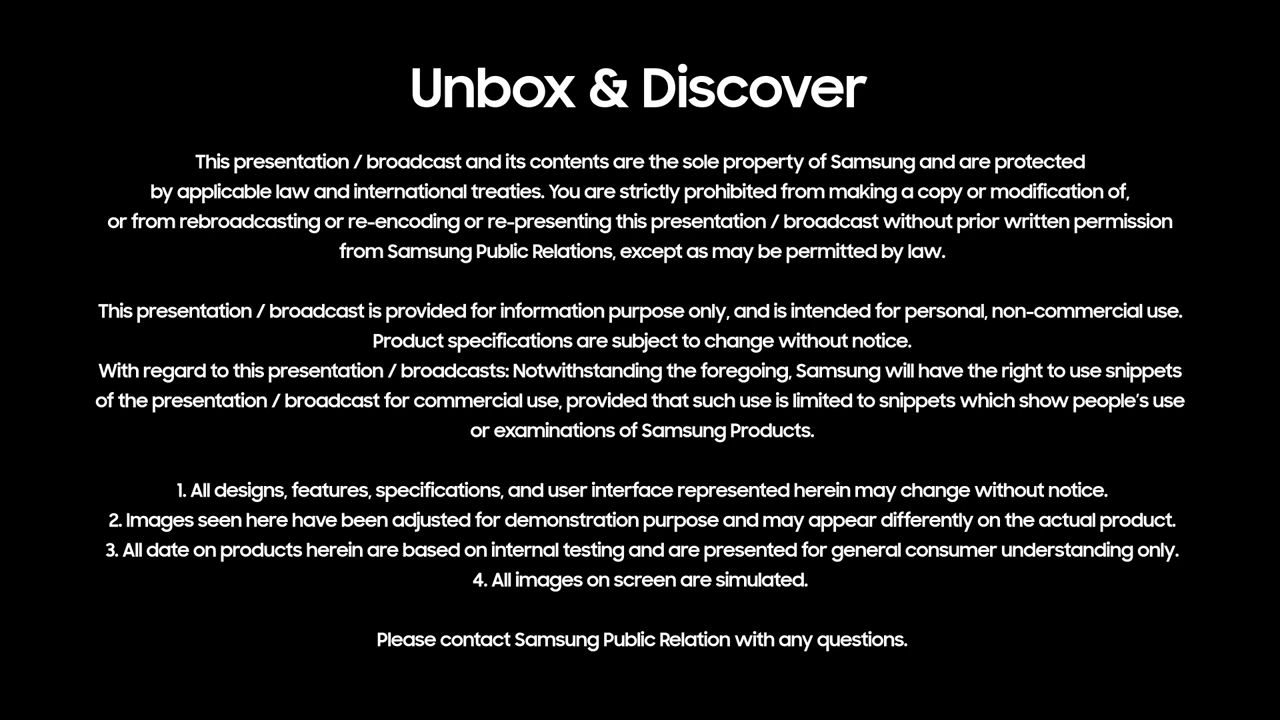 Unbox & Discover
This presentation / broadcast and its contents are the sole property of Samsung and are protected
by applicable law and international treaties. You are strictly prohibited from making a copy or modification of,
or from rebroadcasting or re-encoding or re-presenting this presentation / broadcast without prior written permission
from Samsung Public Relations, except as may be permitted by law.
This presentation / broadcast is provided for information purpose only, and is intended for personal, non-commercial use.
Product specifications are subject to change without notice.
With regard to this presentation / broadcasts: Notwithstanding the foregoing, Samsung will have the right to use snippets
of the presentation / broadcast for commercial use, provided that such use is limited to snippets which show people's use
or examinations of Samsung Products.
1. All designs, features, specifications, and user interface represented herein may change without notice.
2. Images seen here have been adjusted for demonstration purpose and may appear differently on the actual product.
3. All date on products herein are based on internal testing and are presented for general consumer understanding only.
4. All images on screen are simulated.
Please contact Samsung Public Relation with any questions.